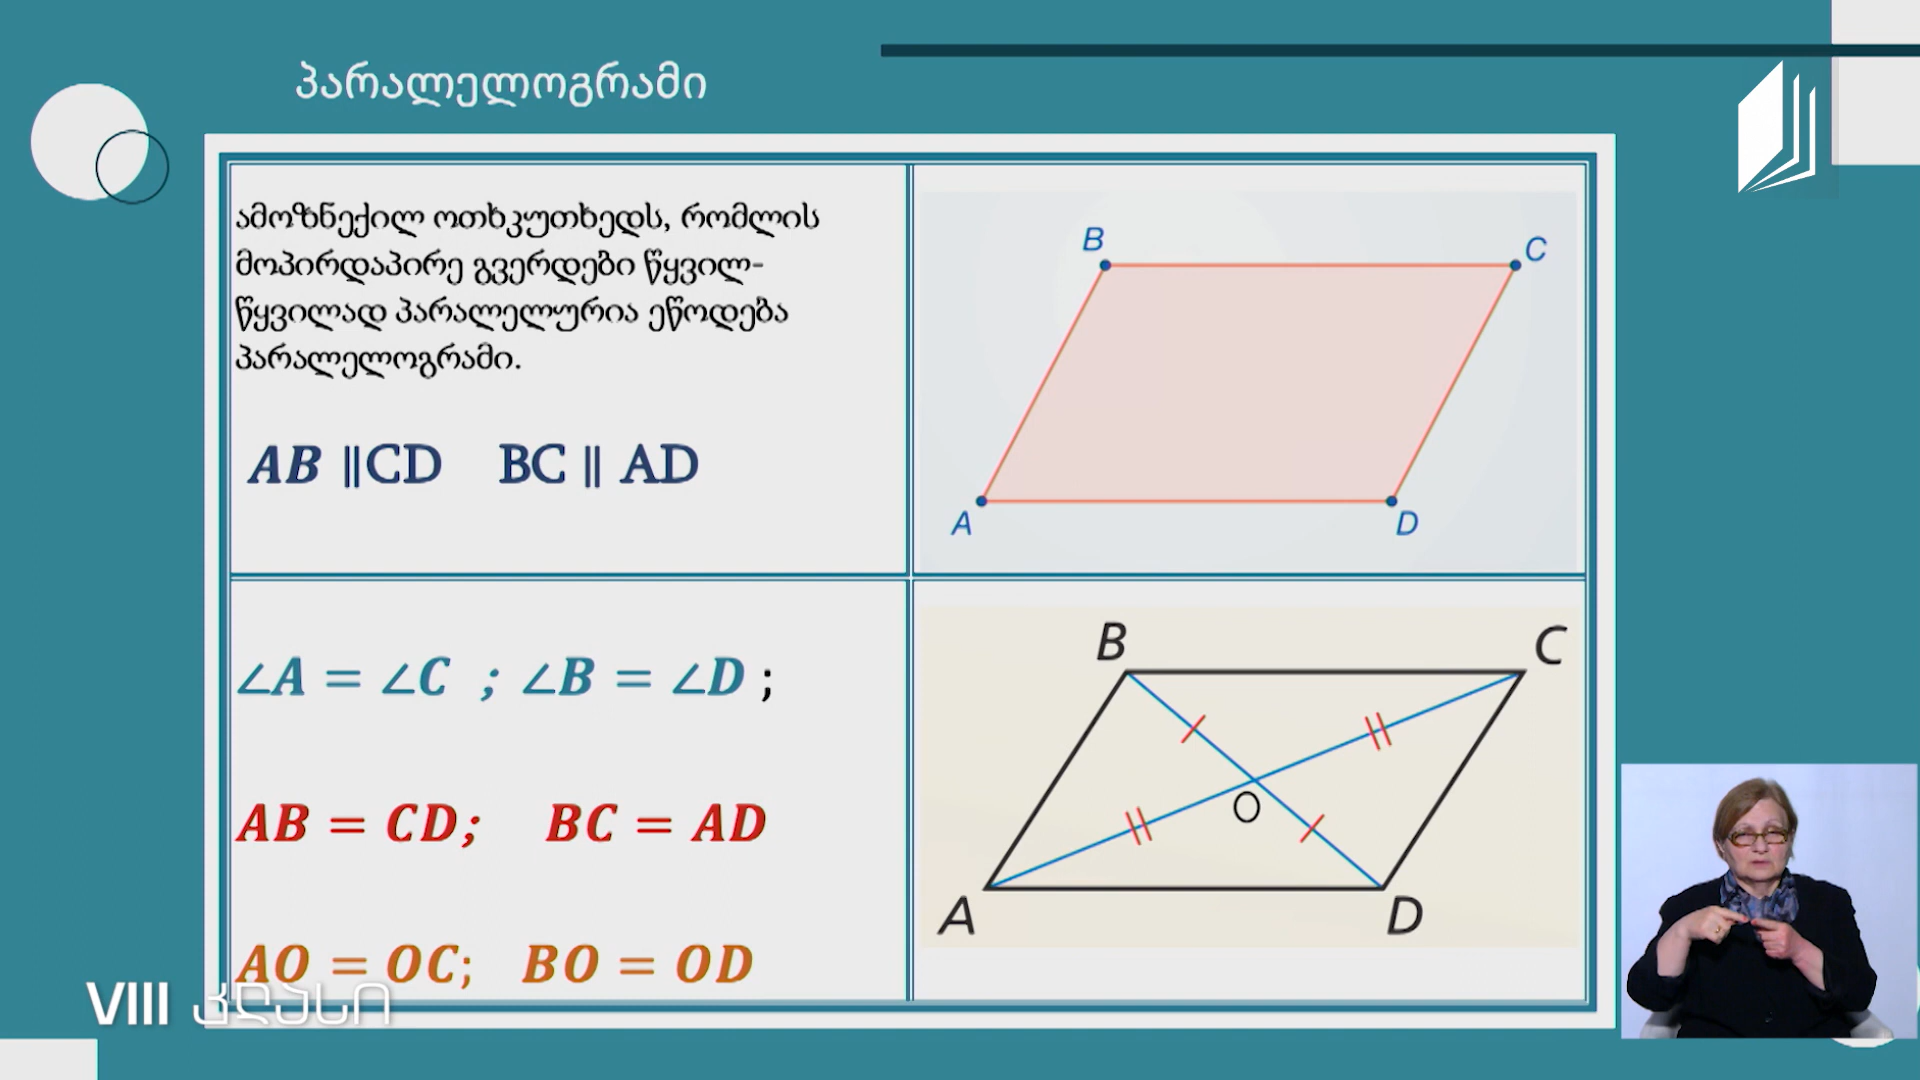 პარალელოგრამი
ამოზნექილ ოთხკუთხედს, რომლის
მოპირდაპირე გვერდები წყვილ-
წყვილად პარალელურია ეწოდება
პარალელოგრამი.
AB ||CD BC || AD
B
C
A
D
∠A = ∠C ; ∠B = ∠D ;
AB = CD; BC = AD
AO = OC; BO = OD
B
C
O
A
D
VIII კლასი